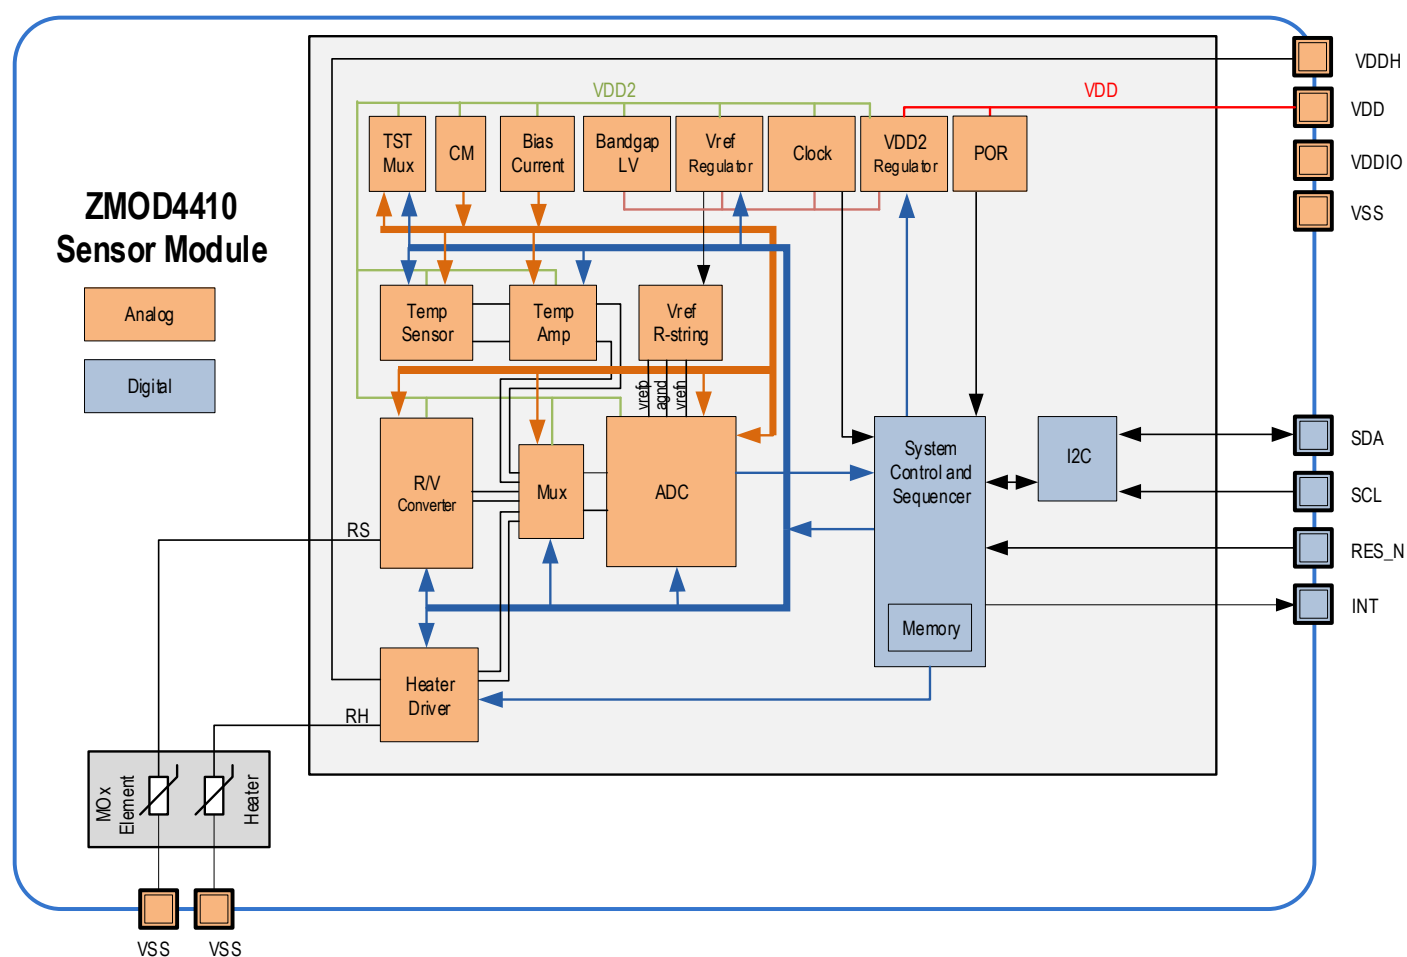 VDDH
VDD2
VDD
VDD
TST
Mux
CM
Bias
Current
Bandgap
LV
Vref
Regulator
Clock
VDD2
Regulator
POR
VDDIO
VSS
ZMOD4410
Sensor Module
Analog
Digital
Temp
Sensor
Temp
Amp
Vref
R-string
vrefp
agnd
vrefn
R/V
Converter
Mux
ADC
System
Control and
Sequencer
Memory
I2C
SDA
SCL
RES_N
INT
RS
Heater
Driver
RH
MOx
Element
Heater
VSS
VSS